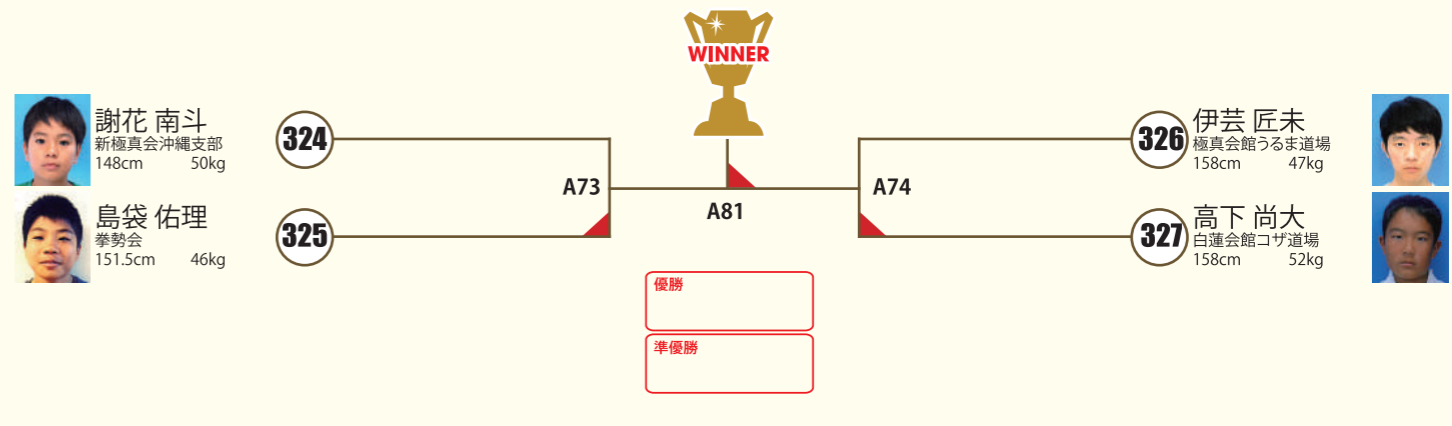 WINNER
謝花 南斗
新極真会沖縄支部
148cm 50kg
324
島袋 佑理
拳勢会
151.5cm 46kg
325
A73
A81
A74
326
伊芸 匠未
極真会館うるま道場
158cm 47kg
327
高下 尚大
白蓮会館コザ道場
158cm 52kg
優勝
準優勝